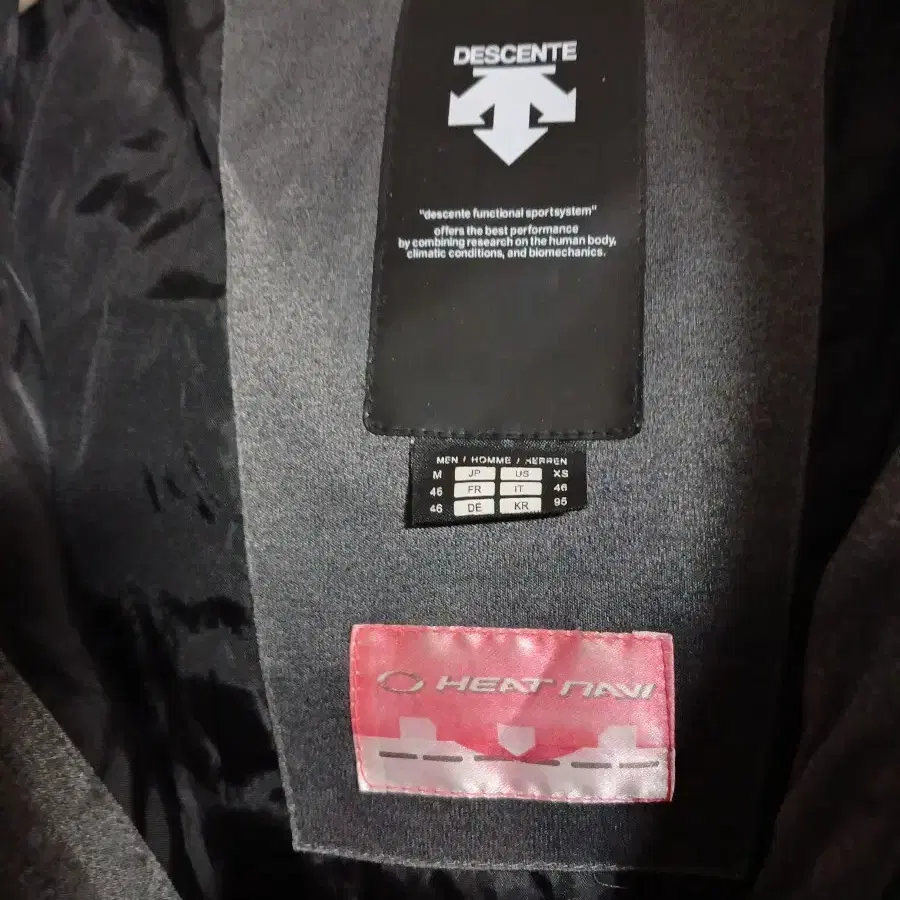 DESCENTE
"descente functional sportsystem"
offers the best performance
by combining research on the human body,
climatic conditions, and biomechanics.
MEN / HOMME / HERREN
M JP US XS
46 FR IT 46
46 DE KR 95
HEAT NAVI